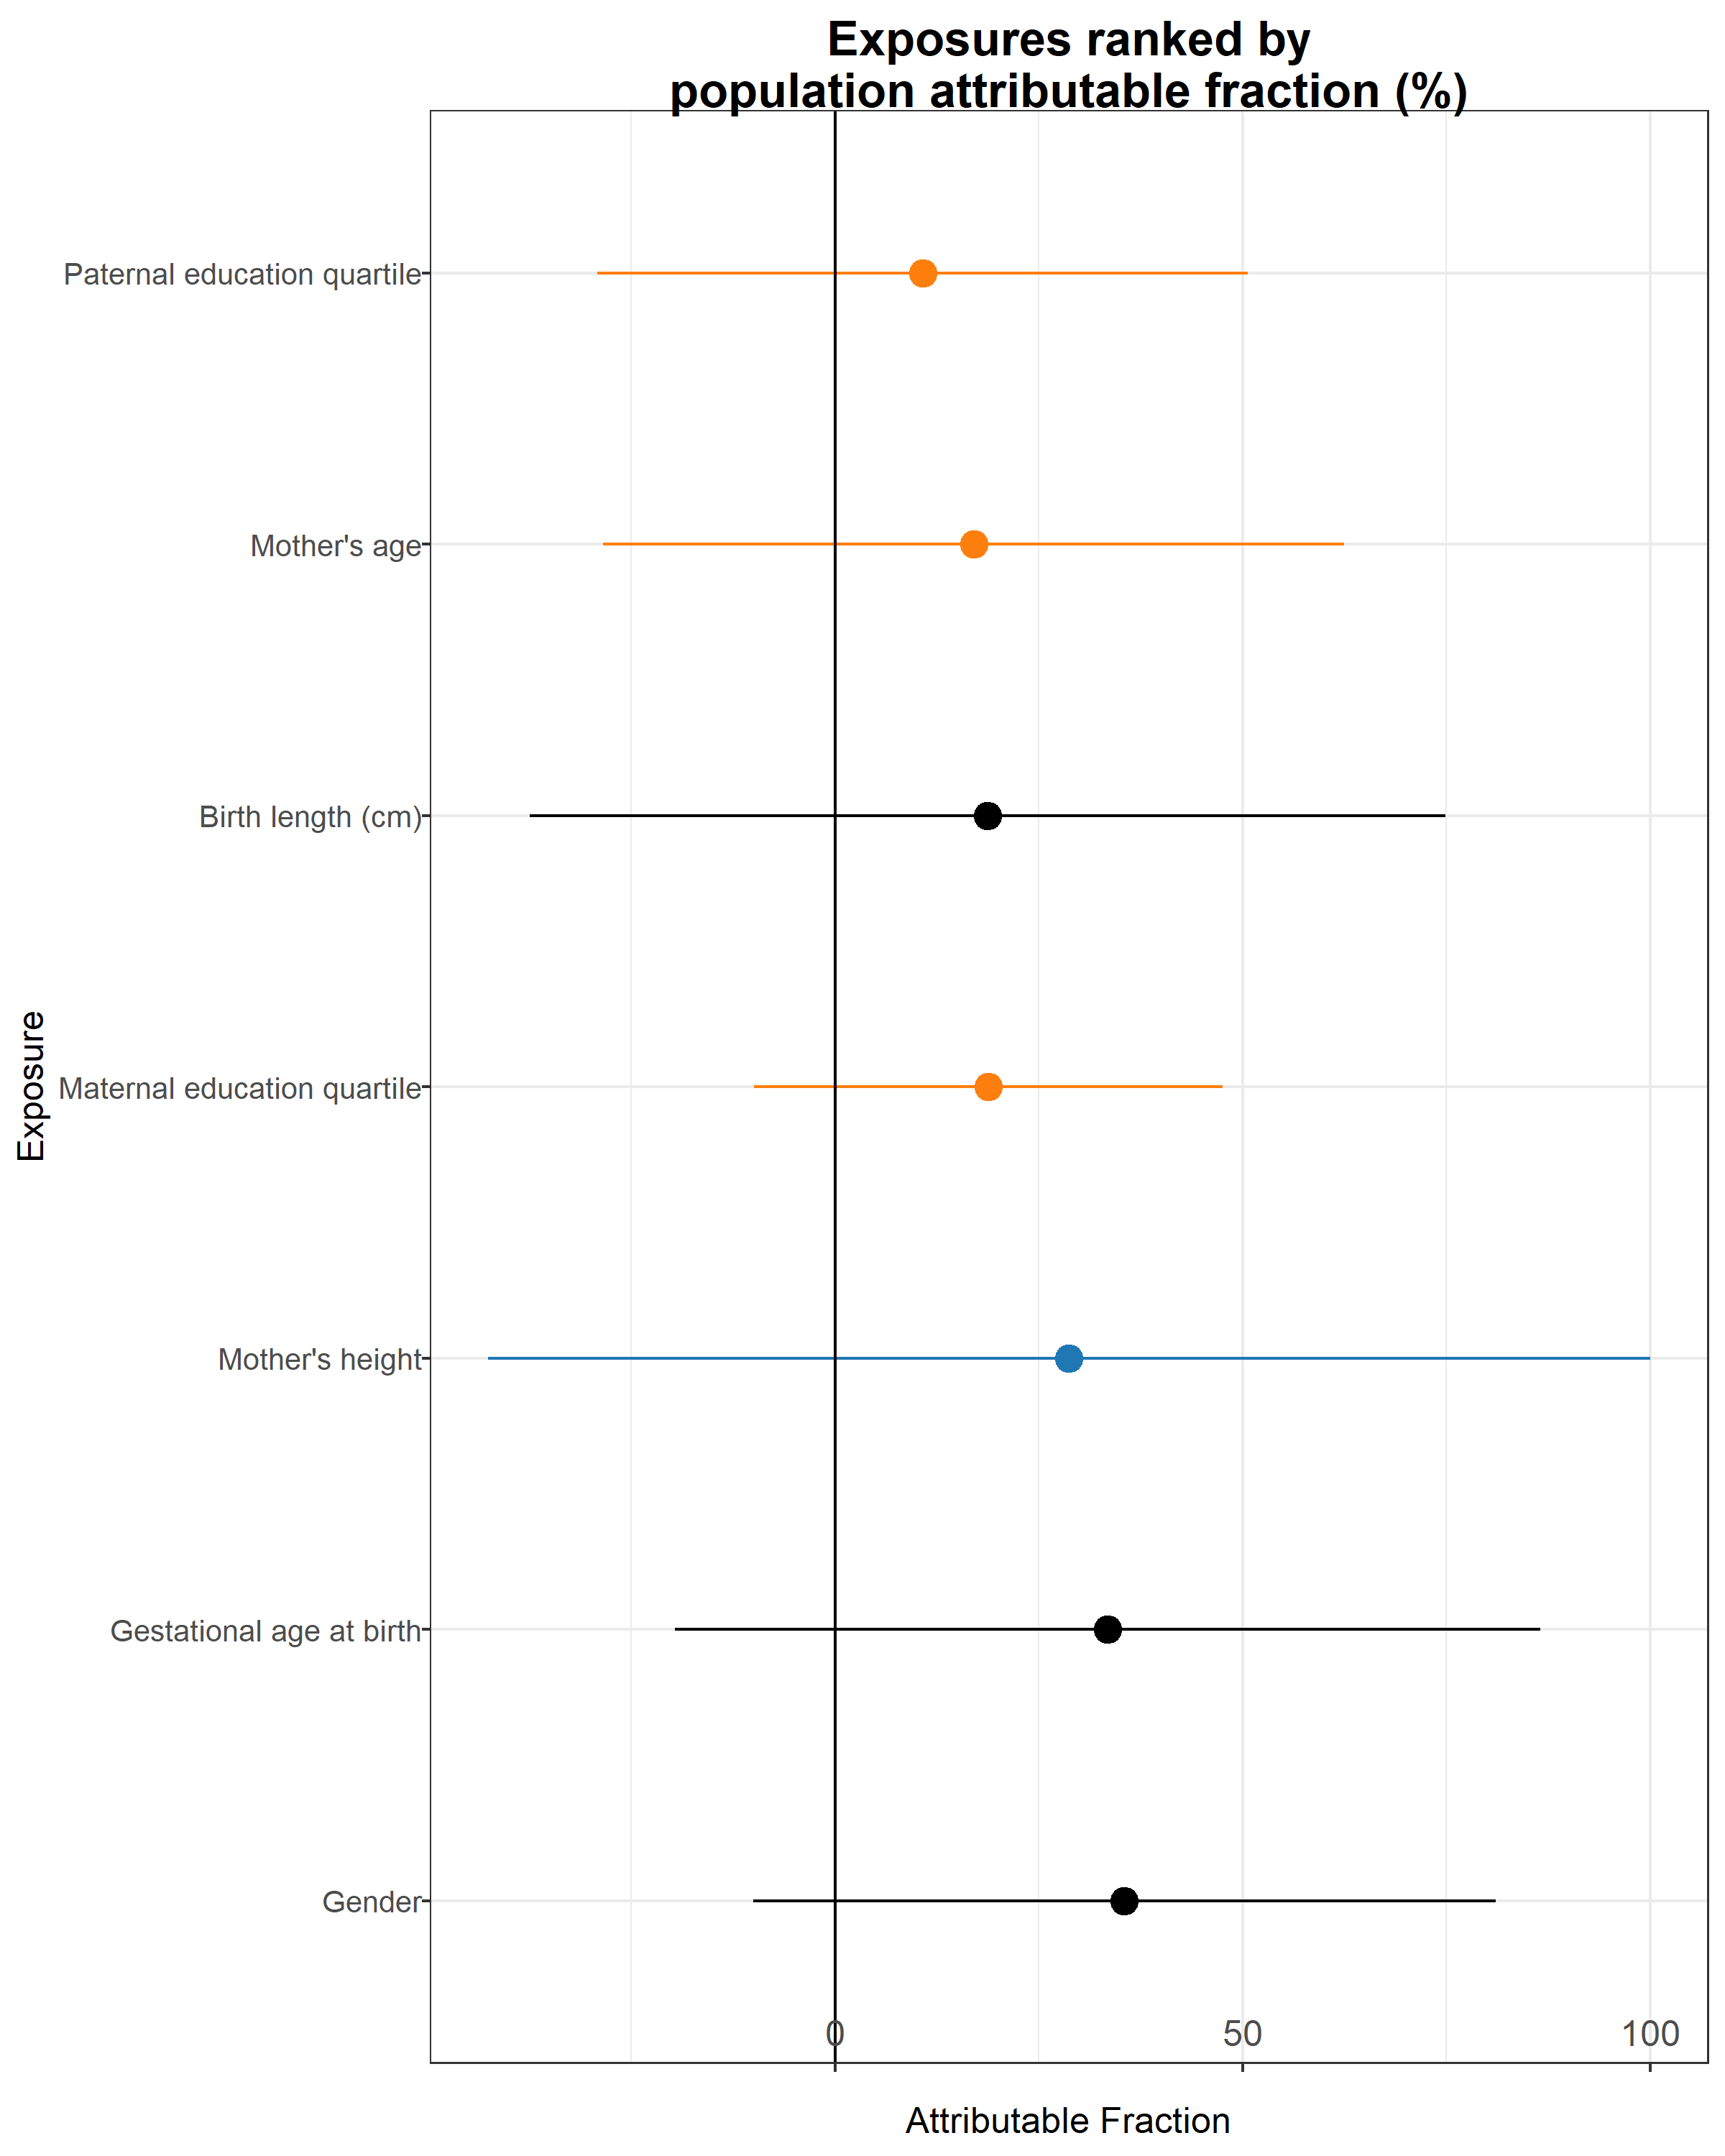 Exposures ranked by
population attributable fraction (%)
Paternal education quartile
Mother's age
Birth length (cm)
Maternal education quartile
Mother's height
Gestational age at birth
Gender
Exposure
0 50 100
Attributable Fraction